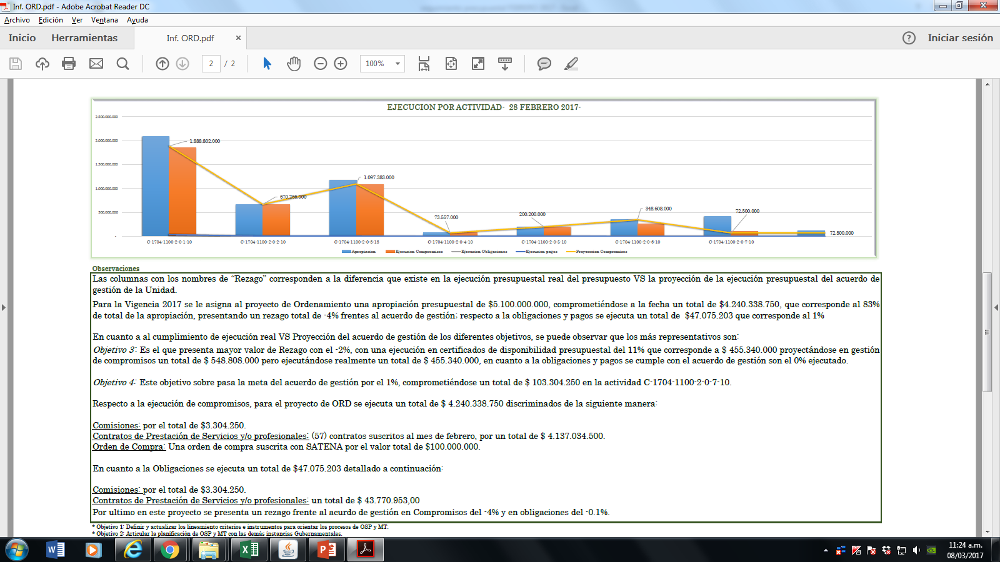 Inf. ORD.pdf - Adobe Acrobat Reader DC
Archivo Edición Ver Ventana Ayuda
Inicio Herramientas Inf. ORD.pdf × ? Iniciar sesión
2 / 2 100%
EJECUCION POR ACTIVIDAD- 28 FEBRERO 2017-
2.500.000.000
2.000.000.000
1.500.000.000
1.000.000.000
500.000.000
-
1.888.802.000
670.266.000
1.097.383.000
73.557.000
200.200.000
348.608.000
72.500.000
72.500.000
C-1704-1100-2-0-1-10 C-1704-1100-2-0-2-10 C-1704-1100-2-0-3-13 C-1704-1100-2-0-4-10 C-1704-1100-2-0-5-10 C-1704-1100-2-0-6-10 C-1704-1100-2-0-7-10
Apropiacion Ejecucion Compromisos Ejecucion Obligaciones Ejecucion pagos Proyeccion Compromisos
Observaciones
Las columnas con los nombres de “Rezago” corresponden a la diferencia que existe en la ejecución presupuestal real del presupuesto VS la proyección de la ejecución presupuestal del acuerdo de
gestión de la Unidad.
Para la Vigencia 2017 se le asigna al proyecto de Ordenamiento una apropiación presupuestal de $5.100.000.000, comprometiéndose a la fecha un total de $4.240.338.750, que corresponde al 83%
de total de la apropiación, presentando un rezago total de -4% frentes al acuerdo de gestión; respecto a la obligaciones y pagos se ejecuta un total de $47.075.203 que corresponde al 1%
En cuanto a al cumplimiento de ejecución real VS Proyección del acuerdo de gestión de los diferentes objetivos, se puede observar que los más representativos son:
Objetivo 3: Es el que presenta mayor valor de Rezago con el -2%, con una ejecución en certificados de disponibilidad presupuestal del 11% que corresponde a $ 455.340.000 proyectándose en gestión
de compromisos un total de $ 548.808.000 pero ejecutándose realmente un total de $ 455.340.000, en cuanto a la obligaciones y pagos se cumple con el acuerdo de gestión son el 0% ejecutado.
Objetivo 4: Este objetivo sobre pasa la meta del acuerdo de gestión por el 1%, comprometiéndose un total de $ 103.304.250 en la actividad C-1704-1100-2-0-7-10.
Respecto a la ejecución de compromisos, para el proyecto de ORD se ejecuta un total de $ 4.240.338.750 discriminados de la siguiente manera:
Comisiones: por el total de $3.304.250.
Contratos de Prestación de Servicios y/o profesionales: (57) contratos suscritos al mes de febrero, por un total de $ 4.137.034.500.
Orden de Compra: Una orden de compra suscrita con SATENA por el valor total de $100.000.000.
En cuanto a la Obligaciones se ejecuta un total de $47.075.203 detallado a continuación:
Comisiones: por el total de $3.304.250.
Contratos de Prestación de Servicios y/o profesionales: un total de $ 43.770.953,00
Por ultimo en este proyecto se presenta un rezago frente al acurdo de gestión en Compromisos del -4% y en obligaciones del -0.1%.
* Objetivo 1: Definir y actualizar los lineamiento criterios e instrumentos para orientar los procesos de OSP y MT.
* Objetivo 2: Articular la planificación de OSP y MT con las demás instancias Gubernamentales.
11:24 a.m.
08/03/2017